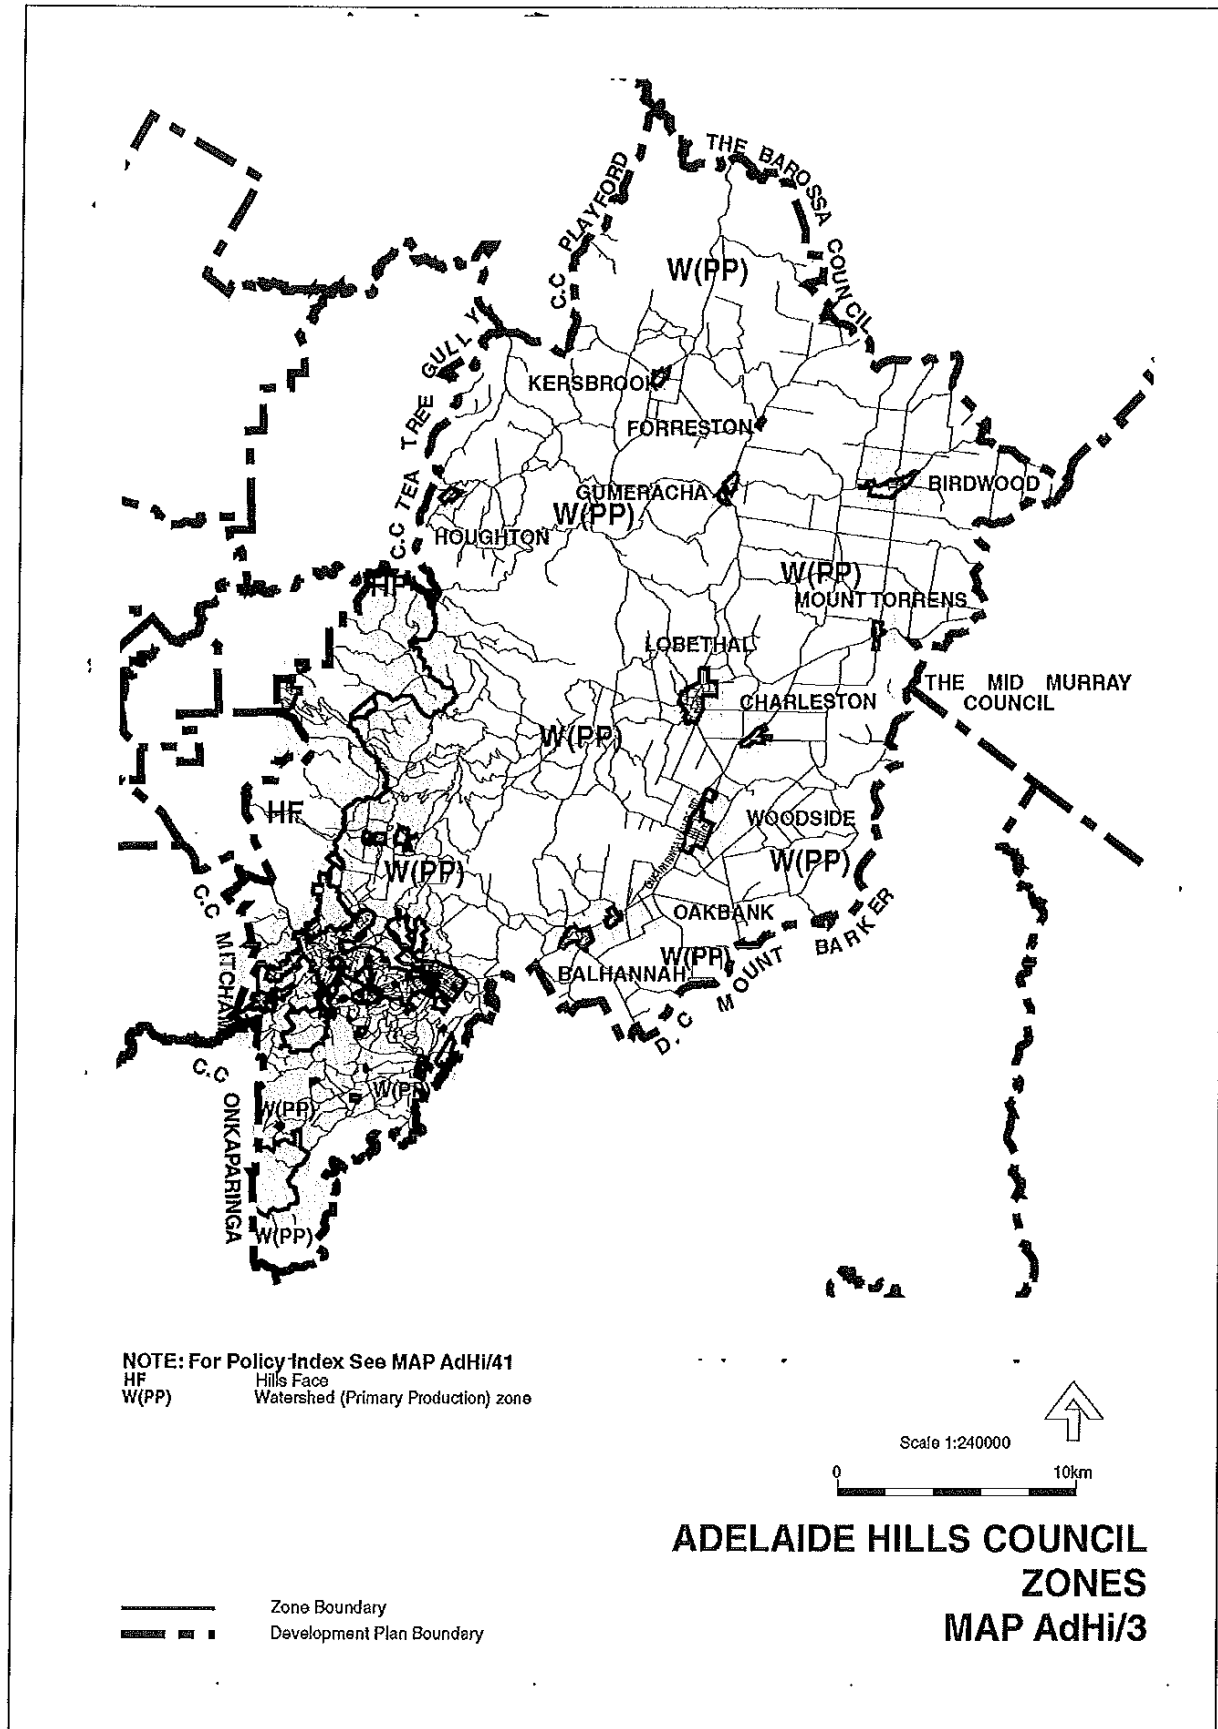 THE BAROSSA COUNCIL
C.C PLAYFORD
W(PP)
C.C TEA TREE GULLY
KERSBROOK
FORRESTON
GUMERACHA
BIRDWOOD
W(PP)
HOUGHTON
HF
W(PP)
MOUNT TORRENS
LOBETHAL
THE MID MURRAY
COUNCIL
CHARLESTON
W(PP)
HF
WOODSIDE
W(PP)
W(PP)
C.C MITCHAM
OAKBANK
W(PP)
BALHANNAH
D.C MOUNT BARKER
C.C ONKAPARINGA
W(PP)
W(PP)
W(PP)
NOTE: For Policy Index See MAP AdHi/41
HF Hills Face
W(PP) Watershed (Primary Production) zone
Scale 1:240000
0 10km
ADELAIDE HILLS COUNCIL
ZONES
MAP AdHi/3
Zone Boundary
Development Plan Boundary